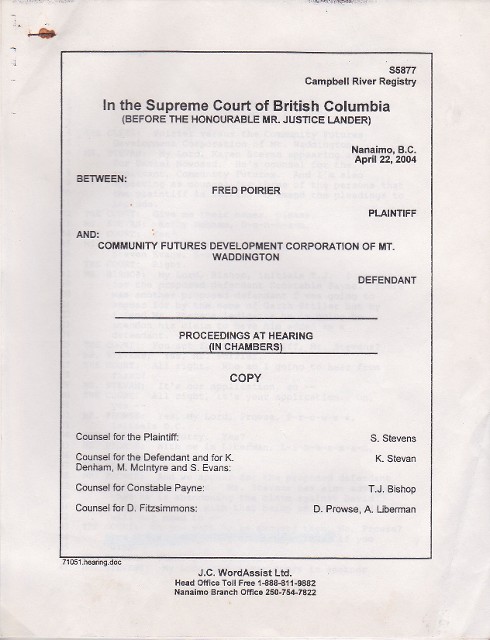 S5877
Campbell River Registry
In the Supreme Court of British Columbia
(BEFORE THE HONOURABLE MR. JUSTICE LANDER)
Nanaimo, B.C.
April 22, 2004
BETWEEN:
FRED POIRIER
PLAINTIFF
AND:
COMMUNITY FUTURES DEVELOPMENT CORPORATION OF MT.
WADDINGTON
DEFENDANT
PROCEEDINGS AT HEARING
(IN CHAMBERS)
COPY
Counsel for the Plaintiff: S. Stevens
Counsel for the Defendant and for K. K. Stevan
Denham, M. McIntyre and S. Evans:
Counsel for Constable Payne: T.J. Bishop
Counsel for D. Fitzsimmons: D. Prowse, A. Liberman
71051.hearing.doc
J.C. WordAssist Ltd.
Head Office Toll Free 1-888-811-9882
Nanaimo Branch Office 250-754-7822